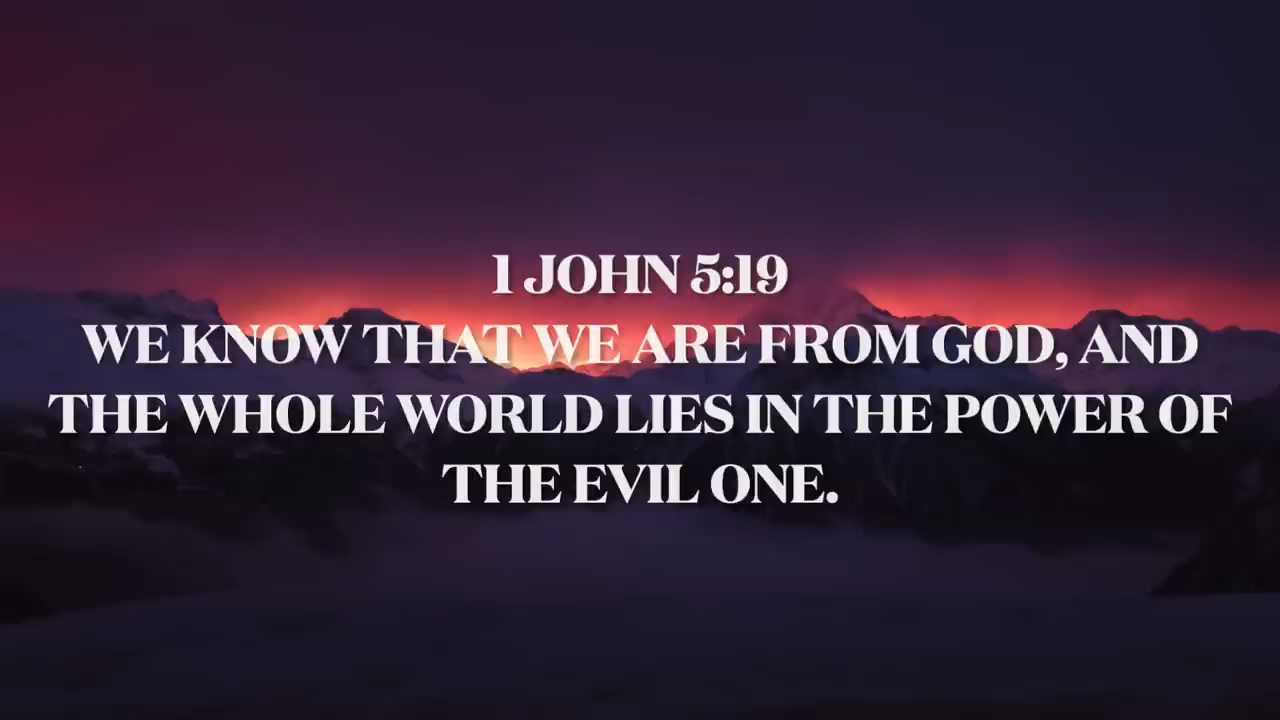 1 JOHN 5:19
WE KNOW THAT WE ARE FROM GOD, AND
THE WHOLE WORLD LIES IN THE POWER OF
THE EVIL ONE.